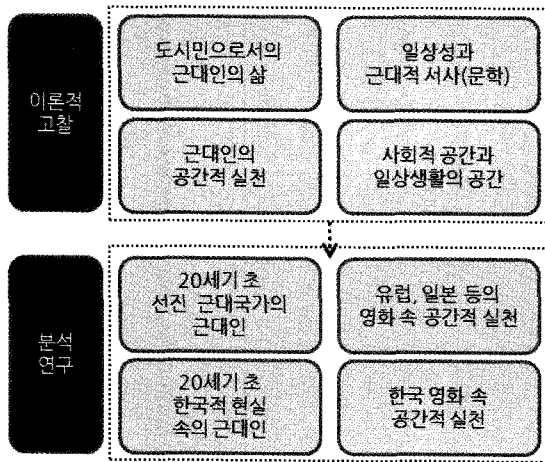 이론적
고찰
도시민으로서의
근대인의 삶
일상성과
근대적 서사(문학)
근대인의
공간적 실천
사회적 공간과
일상생활의 공간
분석
연구
20세기 초
선진 근대국가의
근대인
유럽, 일본 등의
영화 속 공간적 실천
20세기 초
한국적 현실
속의 근대인
한국 영화 속
공간적 실천